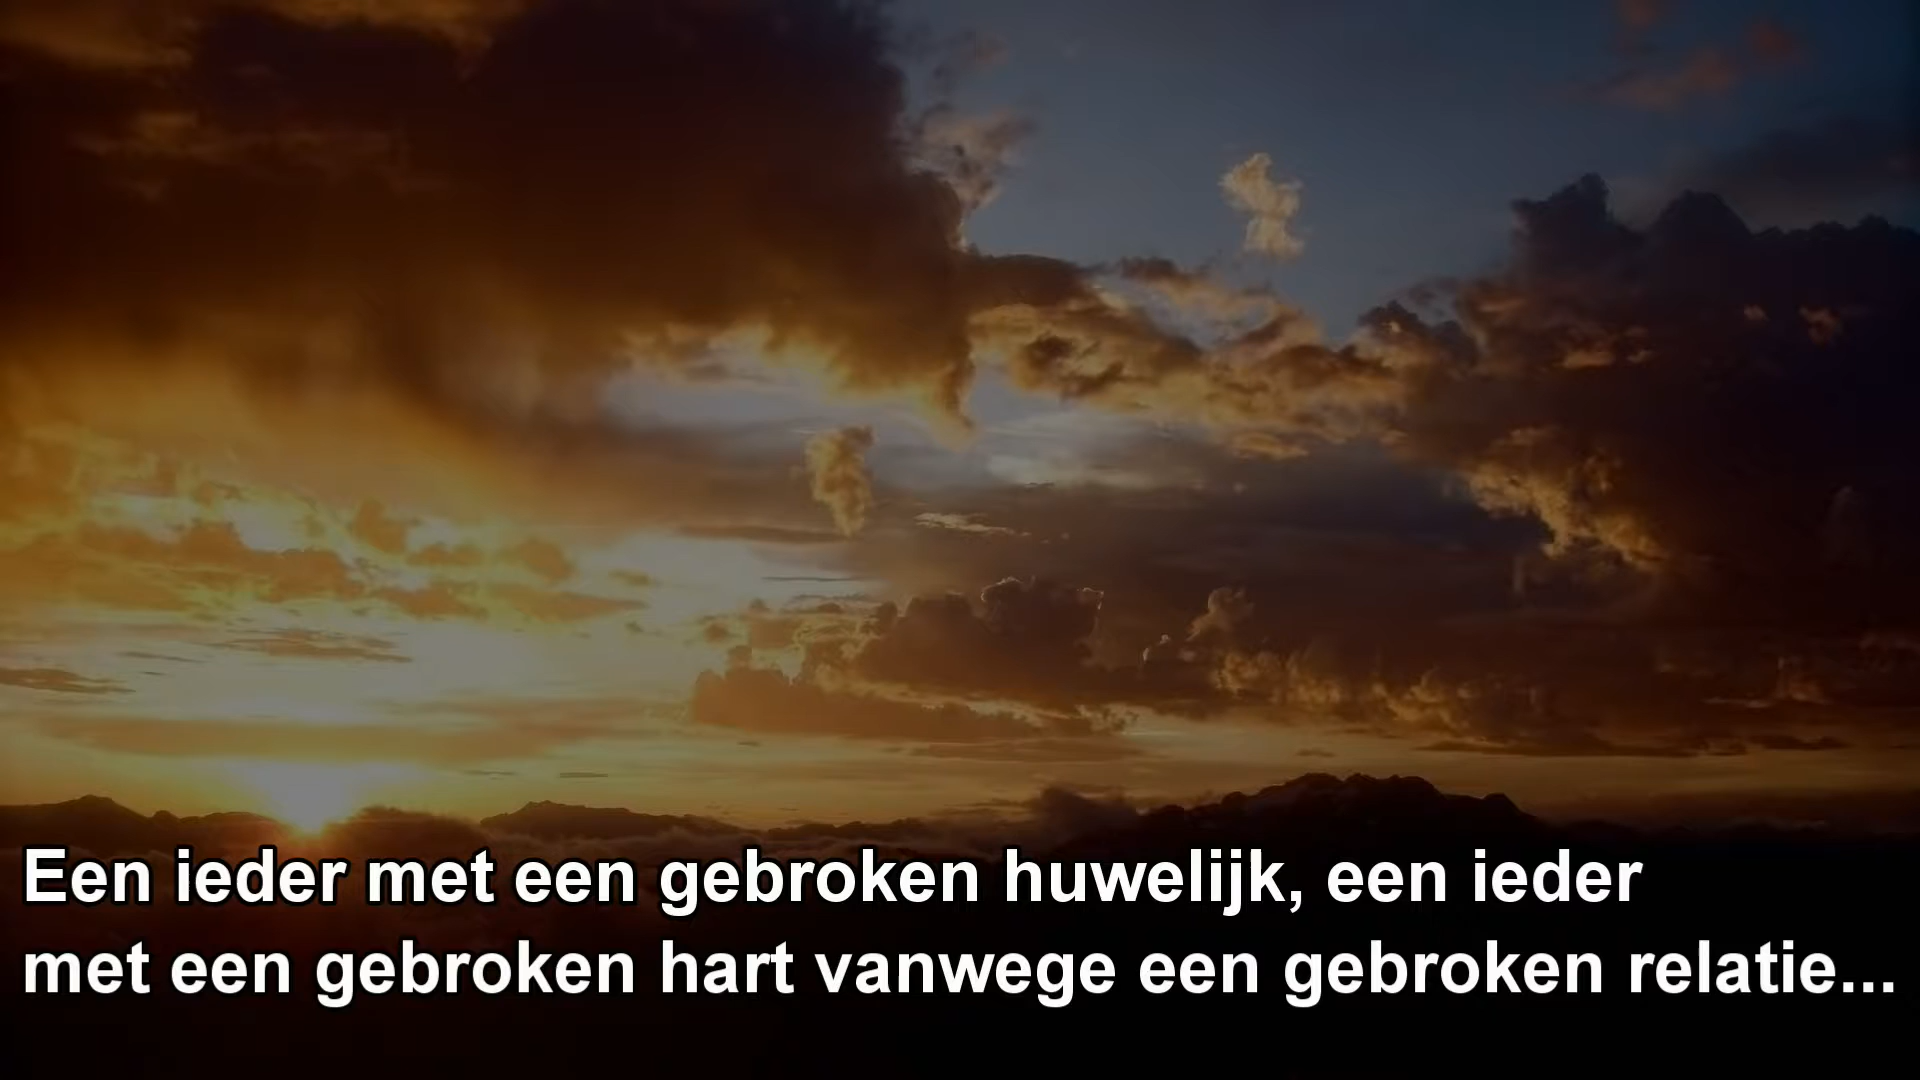 Een ieder met een gebroken huwelijk, een ieder
met een gebroken hart vanwege een gebroken relatie...